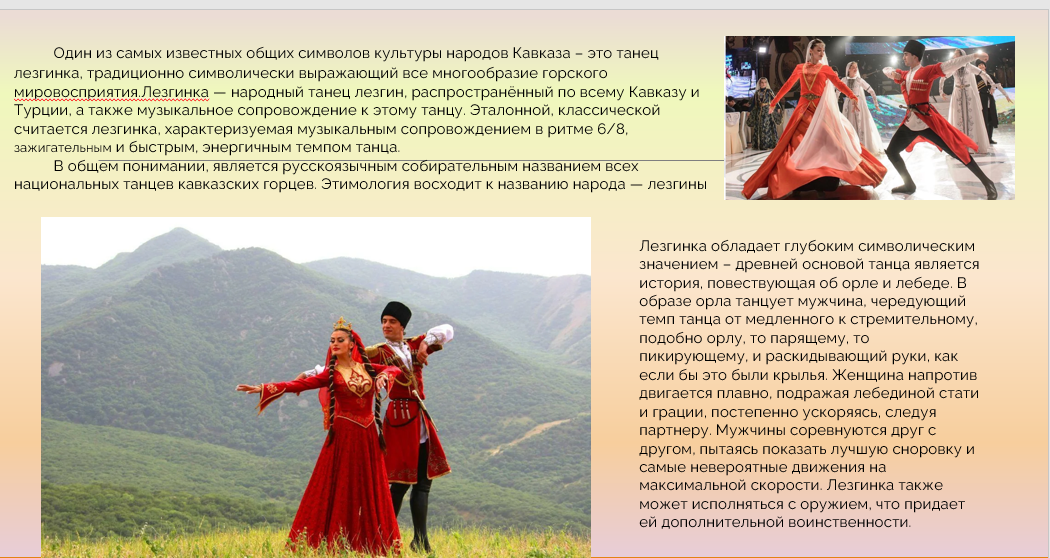 Один из самых известных общих символов культуры народов Кавказа – это танец
лезгинка, традиционно символически выражающий все многообразие горского
мировосприятия.Лезгинка — народный танец лезгин, распространённый по всему Кавказу и
Турции, а также музыкальное сопровождение к этому танцу. Эталонной, классической
считается лезгинка, характеризуемая музыкальным сопровождением в ритме 6/8,
зажигательным и быстрым, энергичным темпом танца.
В общем понимании, является русскоязычным собирательным названием всех
национальных танцев кавказских горцев. Этимология восходит к названию народа — лезгины
Лезгинка обладает глубоким символическим
значением – древней основой танца является
история, повествующая об орле и лебеде. В
образе орла танцует мужчина, чередующий
темп танца от медленного к стремительному,
подобно орлу, то парящему, то
пикирующему, и раскидывающий руки, как
если бы это были крылья. Женщина напротив
двигается плавно, подражая лебединой стати
и грации, постепенно ускоряясь, следуя
партнеру. Мужчины соревнуются друг с
другом, пытаясь показать лучшую сноровку и
самые невероятные движения на
максимальной скорости. Лезгинка также
может исполняться с оружием, что придает
ей дополнительной воинственности.